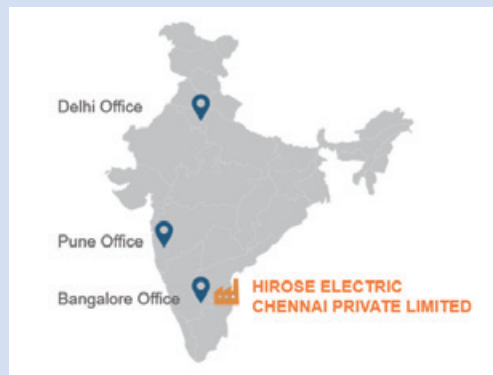 Delhi Office
Pune Office
Bangalore Office
HIROSE ELECTRIC
CHENNAI PRIVATE LIMITED